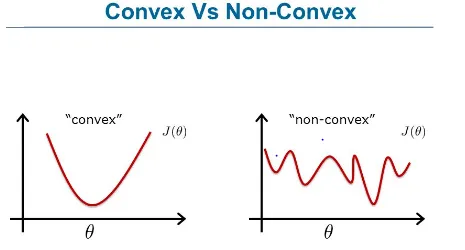 Convex Vs Non-Convex
"convex"
J(θ)
θ
"non-convex"
J(θ)
θ